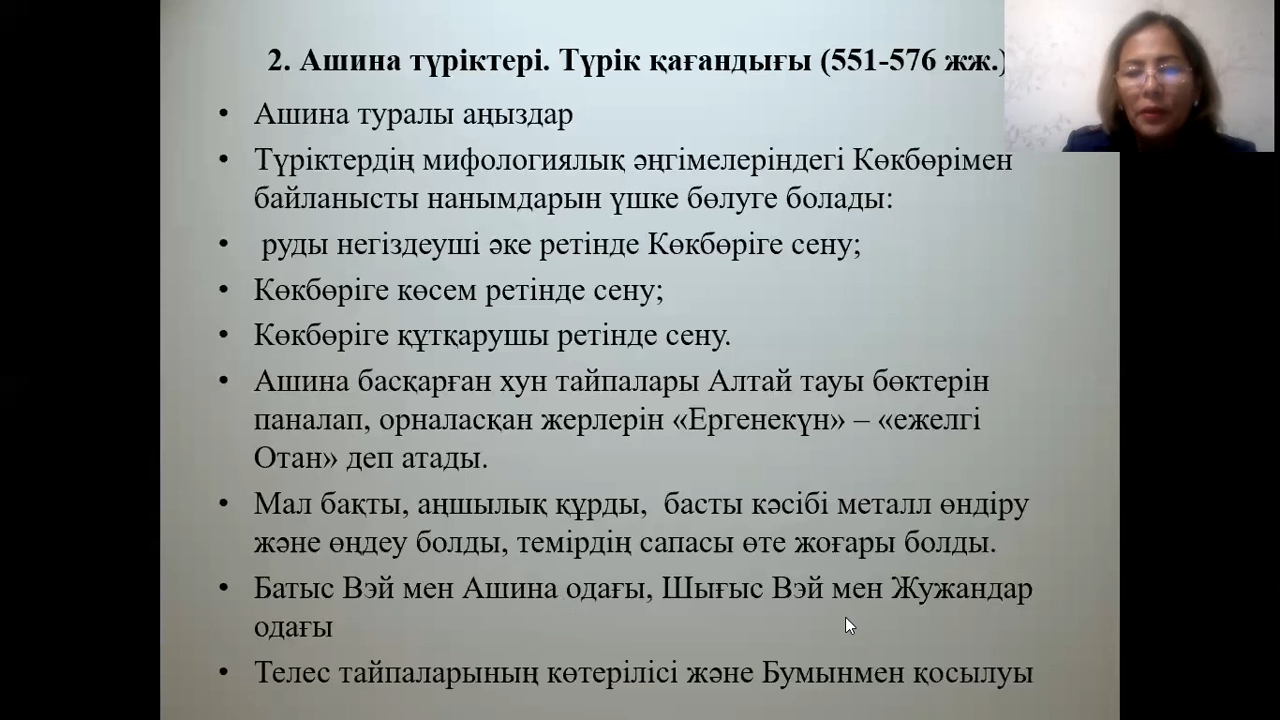 2. Ашина түріктері. Түрік қағандығы (551-576 жж.)
• Ашина туралы аңыздар
• Түріктердің мифологиялық әңгімелеріндегі Көкбөрімен
байланысты нанымдарын үшке бөлуге болады:
• руды негіздеуші әке ретінде Көкбөріге сену;
• Көкбөріге көсем ретінде сену;
• Көкбөріге құтқарушы ретінде сену.
• Ашина басқарған хун тайпалары Алтай тауы бөктерін
паналап, орналасқан жерлерін «Ергенекүн» – «ежелгі
Отан» деп атады.
• Мал бақты, аңшылық құрды, басты кәсібі металл өндіру
және өңдеу болды, темірдің сапасы өте жоғары болды.
• Батыс Вэй мен Ашина одағы, Шығыс Вэй мен Жужандар
одағы
• Телес тайпаларының көтерілісі және Бумынмен қосылуы